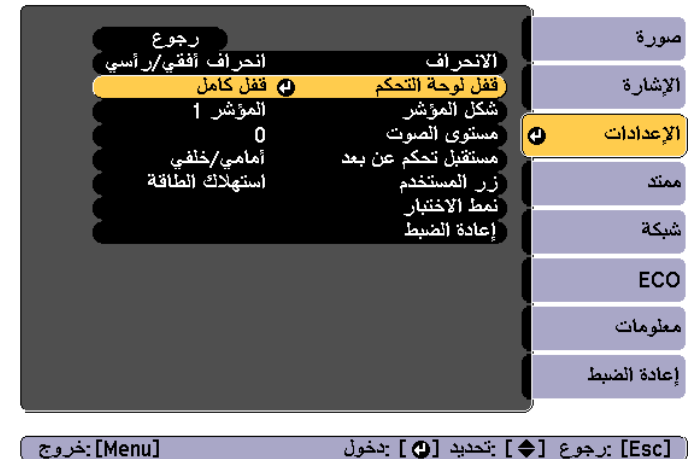 رجوع
الانحراف انحراف أفقي/رأسي
قفل لوحة التحكم قفل كامل
شكل المؤشر المؤشر 1
مستوى الصوت 0
مستقبل تحكم عن بعد أمامي/خلفي
زر المستخدم استهلاك الطاقة
نمط الاختبار
إعادة الضبط
صورة
الإشارة
الإعدادات
ممتد
شبكة
ECO
معلومات
إعادة الضبط
[Esc] :رجوع [◆] :تحديد [↵] :دخول [Menu] :خروج